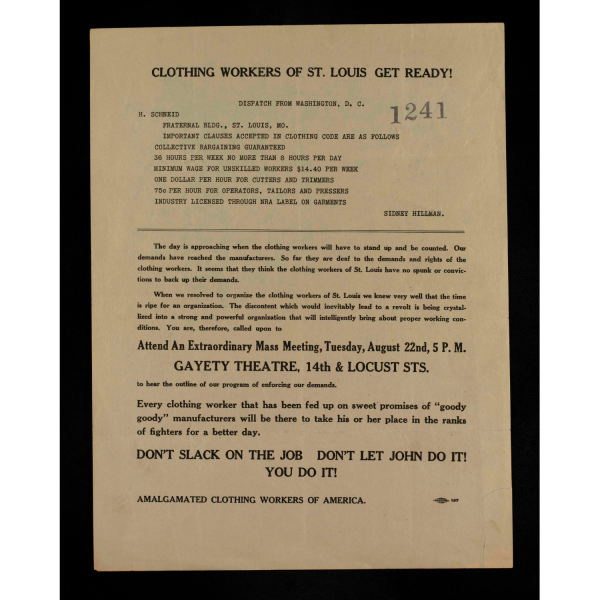 CLOTHING WORKERS OF ST. LOUIS GET READY!
DISPATCH FROM WASHINGTON, D. C.
1241
H. SCHNEID
FRATERNAL BLDG., ST. LOUIS, MO.
IMPORTANT CLAUSES ACCEPTED IN CLOTHING CODE ARE AS FOLLOWS
COLLECTIVE BARGAINING GUARANTEED
36 HOURS PER WEEK NO MORE THAN 8 HOURS PER DAY
MINIMUM WAGE FOR UNSKILLED WORKERS $14.40 PER WEEK
ONE DOLLAR PER HOUR FOR CUTTERS AND TRIMMERS
75c PER HOUR FOR OPERATORS, TAILORS AND PRESSERS
INDUSTRY LICENSED THROUGH NRA LABEL ON GARMENTS
SIDNEY HILLMAN.
The day is approaching when the clothing workers will have to stand up and be counted. Our
demands have reached the manufacturers. So far they are deaf to the demands and rights of the
clothing workers. It seems that they think the clothing workers of St. Louis have no spunk or convic-
tions to back up their demands.
When we resolved to organize the clothing workers of St. Louis we knew very well that the time
is ripe for an organization. The discontent which would inevitably lead to a revolt is being crystal-
lized into a strong and powerful organization that will intelligently bring about proper working con-
ditions. You are, therefore, called upon to
Attend An Extraordinary Mass Meeting, Tuesday, August 22nd, 5 P. M.
GAYETY THEATRE, 14th & LOCUST STS.
to hear the outline of our program of enforcing our demands.
Every clothing worker that has been fed up on sweet promises of "goody
goody" manufacturers will be there to take his or her place in the ranks
of fighters for a better day.
DON'T SLACK ON THE JOB DON'T LET JOHN DO IT!
YOU DO IT!
AMALGAMATED CLOTHING WORKERS OF AMERICA.